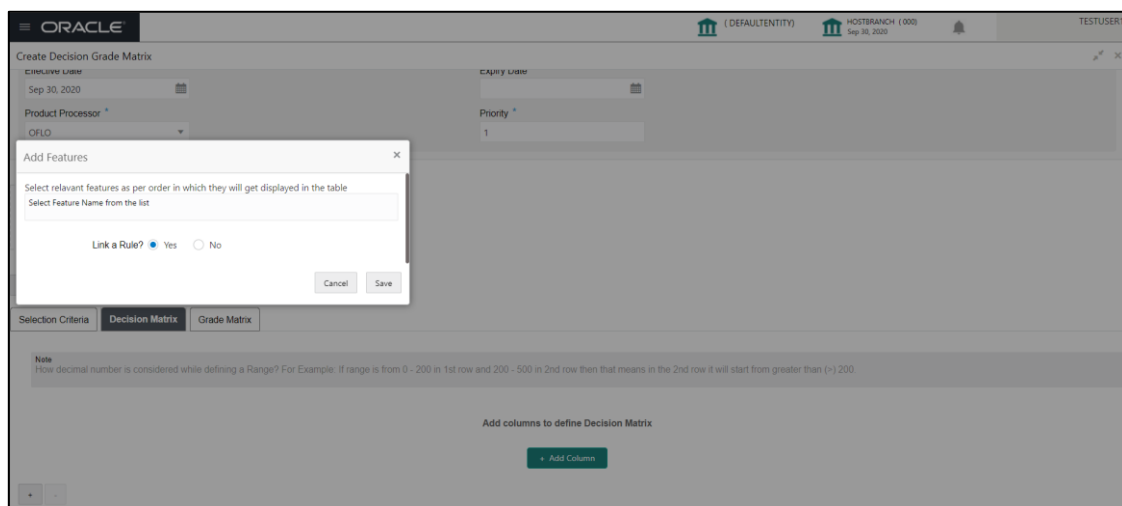 ORACLE
( DEFAULTENTITY)
HOSTBRANCH ( 000)
Sep 30, 2020
TESTUSER1
Create Decision Grade Matrix
Effective Date
Expiry Date
Sep 30, 2020
Product Processor *
Priority *
OFLO
1
Add Features
Select relavant features as per order in which they will get displayed in the table
Select Feature Name from the list
Link a Rule? Yes No
Cancel Save
Selection Criteria Decision Matrix Grade Matrix
Note
How decimal number is considered while defining a Range? For Example: If range is from 0 - 200 in 1st row and 200 - 500 in 2nd row then that means in the 2nd row it will start from greater than (>) 200.
Add columns to define Decision Matrix
+ Add Column